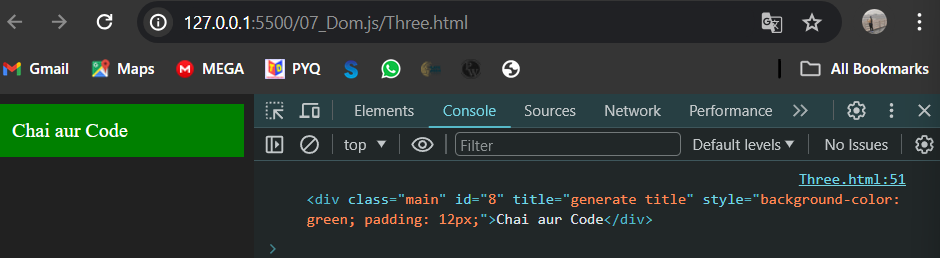 127.0.0.1:5500/07_Dom.js/Three.html
Gmail Maps MEGA PYQ All Bookmarks
Chai aur Code
Elements Console Sources Network Performance
top Filter Default levels No Issues
Three.html:51
<div class="main" id="8" title="generate title" style="background-color:
green; padding: 12px;">Chai aur Code</div>